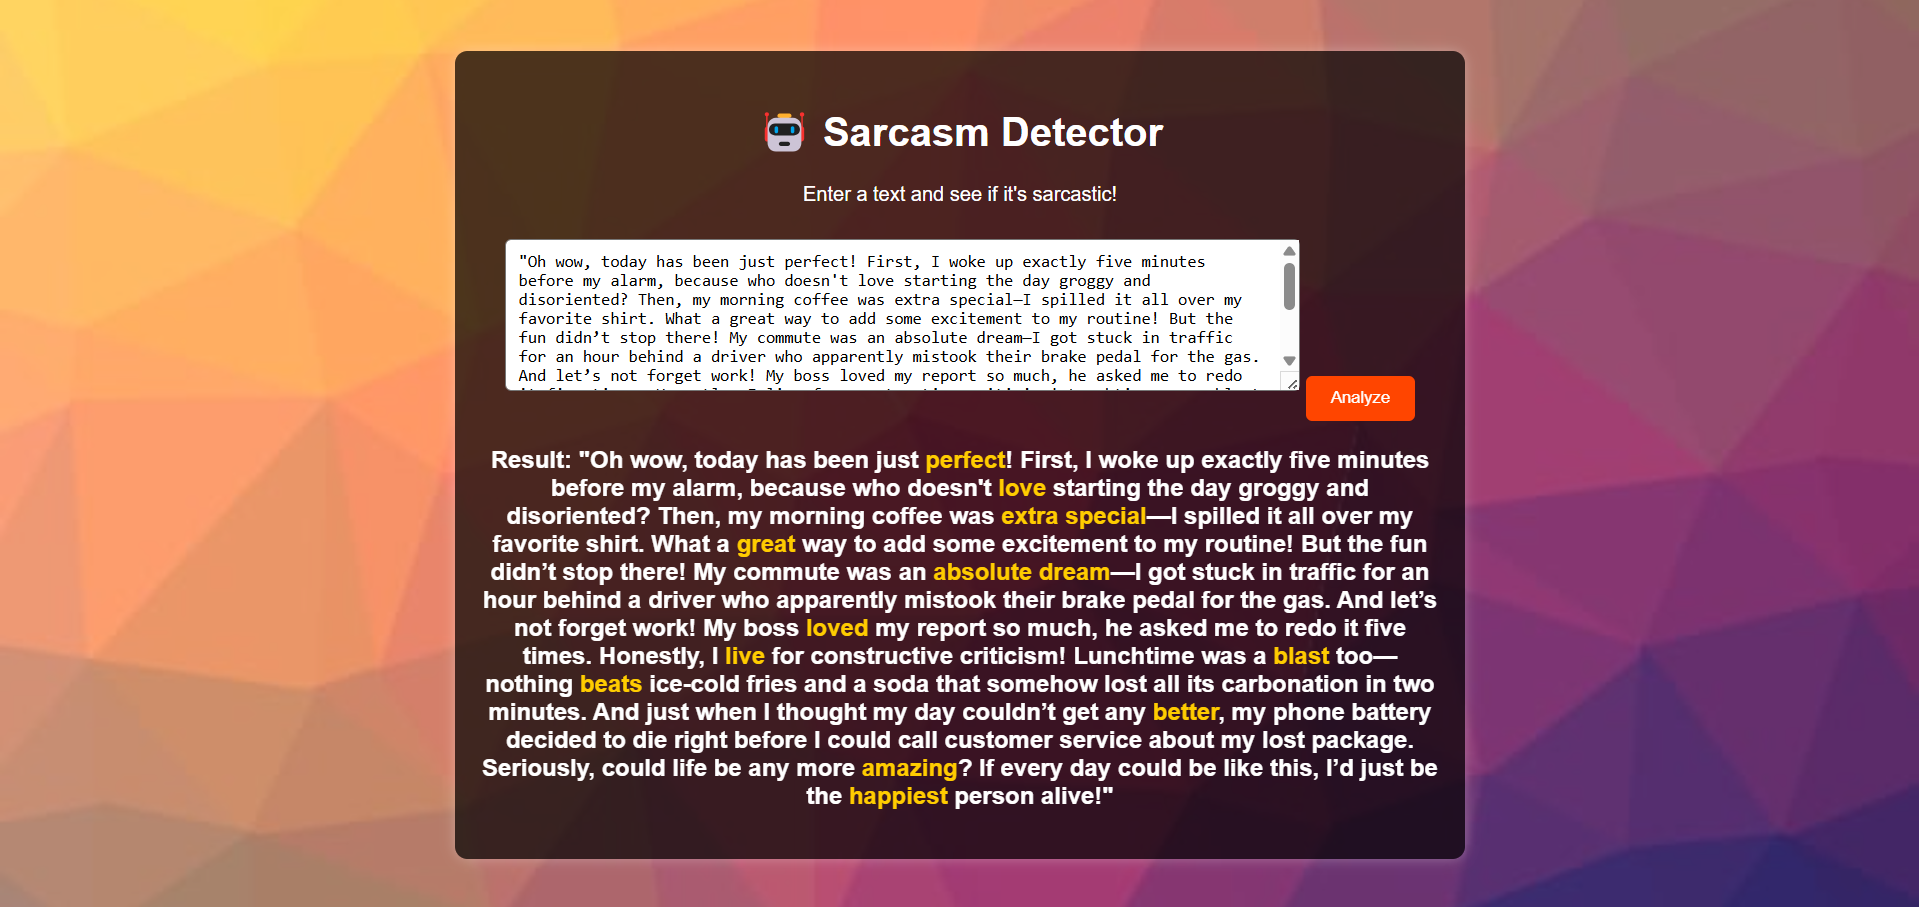 Sarcasm Detector
Enter a text and see if it's sarcastic!
"Oh wow, today has been just perfect! First, I woke up exactly five minutes
before my alarm, because who doesn't love starting the day groggy and
disoriented? Then, my morning coffee was extra special—I spilled it all over my
favorite shirt. What a great way to add some excitement to my routine! But the
fun didn’t stop there! My commute was an absolute dream—I got stuck in traffic
for an hour behind a driver who apparently mistook their brake pedal for the gas.
And let’s not forget work! My boss loved my report so much, he asked me to redo
Analyze
Result: "Oh wow, today has been just perfect! First, I woke up exactly five minutes
before my alarm, because who doesn't love starting the day groggy and
disoriented? Then, my morning coffee was extra special—I spilled it all over my
favorite shirt. What a great way to add some excitement to my routine! But the fun
didn’t stop there! My commute was an absolute dream—I got stuck in traffic for an
hour behind a driver who apparently mistook their brake pedal for the gas. And let’s
not forget work! My boss loved my report so much, he asked me to redo it five
times. Honestly, I live for constructive criticism! Lunchtime was a blast too—
nothing beats ice-cold fries and a soda that somehow lost all its carbonation in two
minutes. And just when I thought my day couldn’t get any better, my phone battery
decided to die right before I could call customer service about my lost package.
Seriously, could life be any more amazing? If every day could be like this, I’d just be
the happiest person alive!"